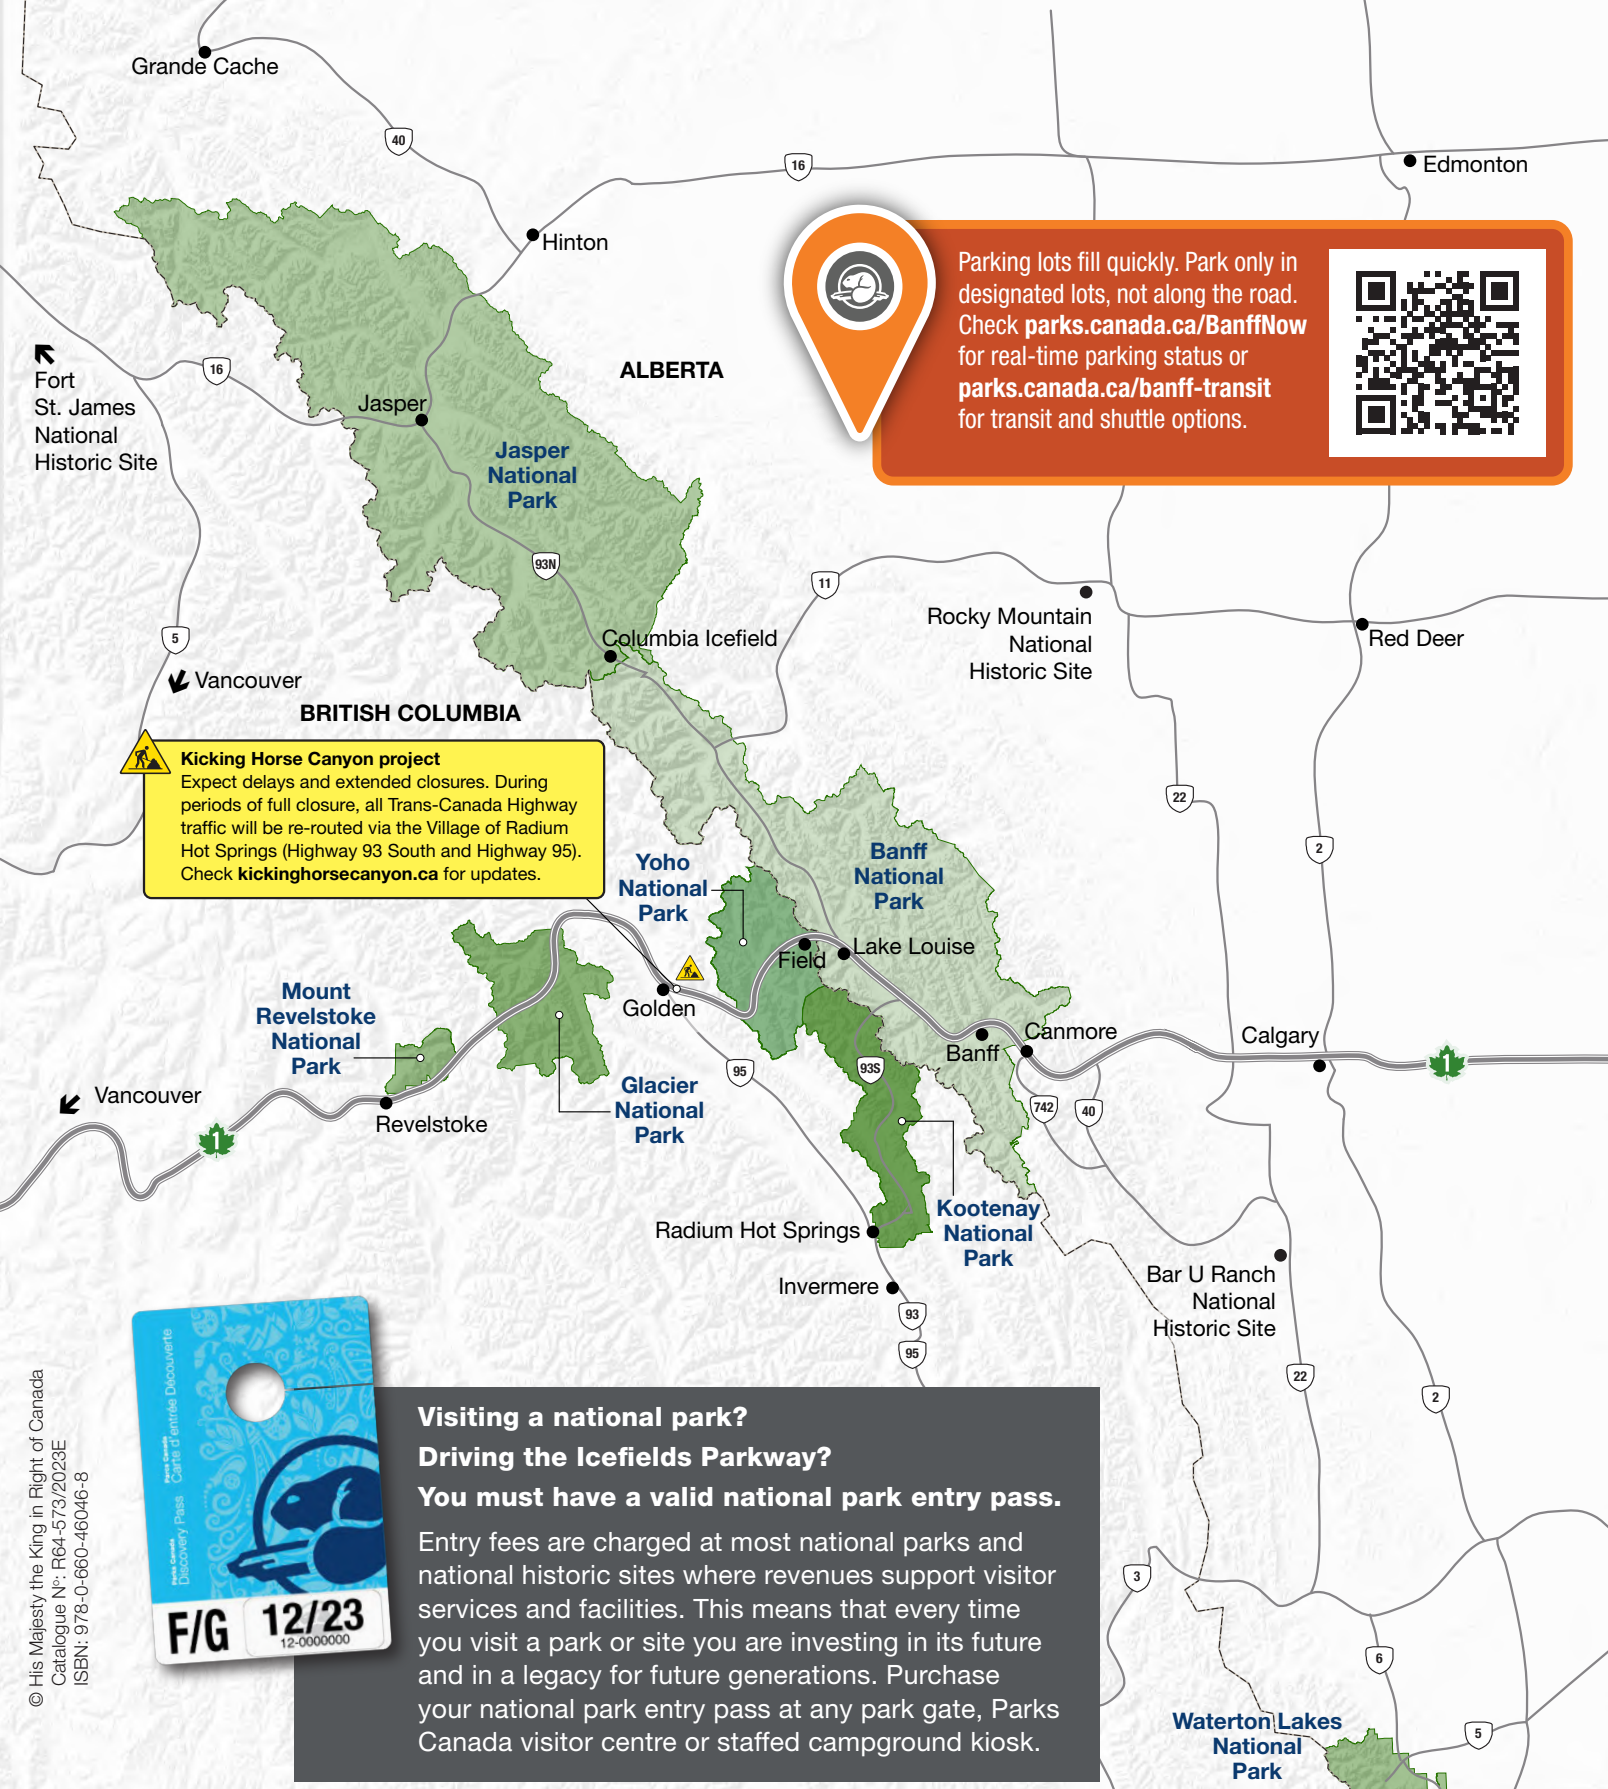 Grande Cache
40
16
Edmonton
Hinton
Parking lots fill quickly. Park only in
designated lots, not along the road.
Check parks.canada.ca/BanffNow
for real-time parking status or
parks.canada.ca/banff-transit
for transit and shuttle options.
Fort
St. James
National
Historic Site
16
ALBERTA
Jasper
Jasper
National
Park
93N
11
Rocky Mountain
National
Historic Site
Red Deer
5
Columbia Icefield
Vancouver
BRITISH COLUMBIA
Kicking Horse Canyon project
Expect delays and extended closures. During
periods of full closure, all Trans-Canada Highway
traffic will be re-routed via the Village of Radium
Hot Springs (Highway 93 South and Highway 95).
Check kickinghorsecanyon.ca for updates.
22
2
Yoho
National
Park
Banff
National
Park
Field
Lake Louise
Golden
Mount
Revelstoke
National
Park
Canmore
Banff
Calgary
1
95
93S
Glacier
National
Park
742
40
Vancouver
1
Revelstoke
Kootenay
National
Park
Radium Hot Springs
Invermere
93
95
Bar U Ranch
National
Historic Site
22
2
Parks Canada
Discovery Pass
Parks Canada
Carte d'entrée Découverte
F/G
12/23
12-0000000
© His Majesty the King in Right of Canada
Catalogue Nº: R64-573/2023E
ISBN: 978-0-660-46046-8
Visiting a national park?
Driving the Icefields Parkway?
You must have a valid national park entry pass.
Entry fees are charged at most national parks and
national historic sites where revenues support visitor
services and facilities. This means that every time
you visit a park or site you are investing in its future
and in a legacy for future generations. Purchase
your national park entry pass at any park gate, Parks
Canada visitor centre or staffed campground kiosk.
3
6
5
Waterton Lakes
National
Park